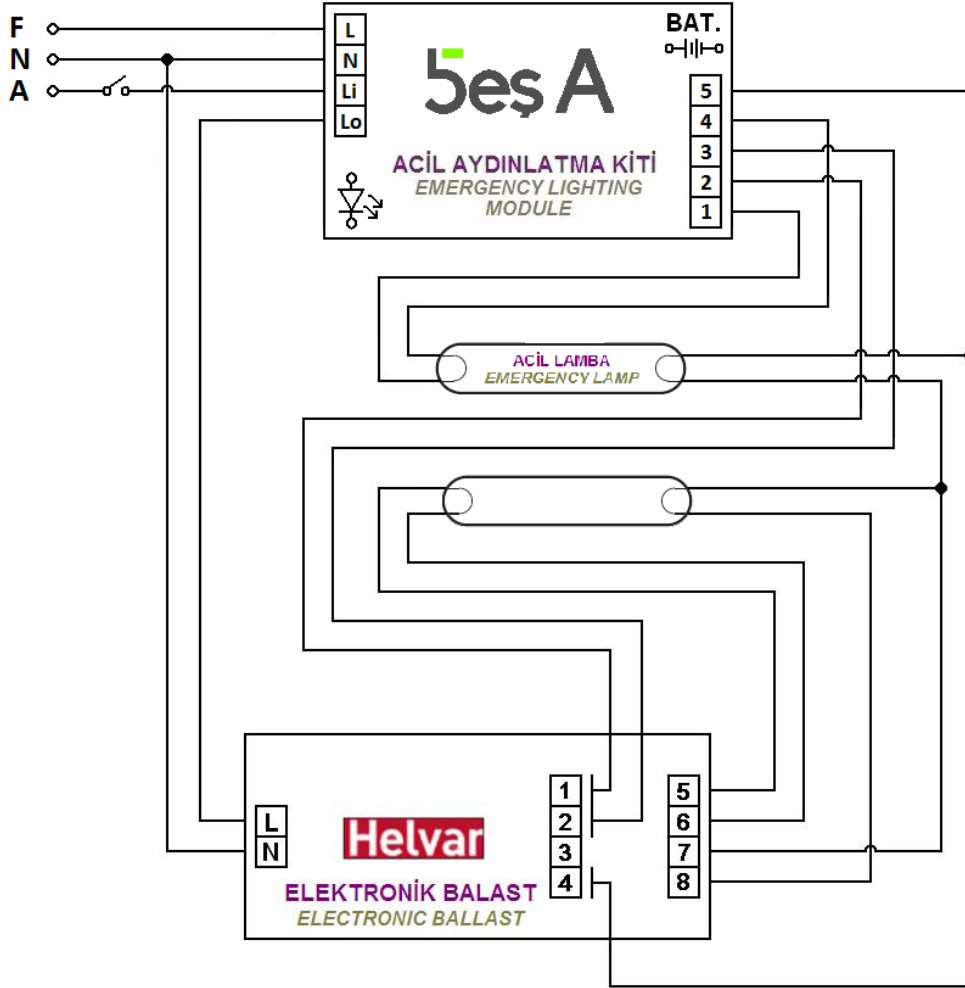 F
N
A
L
N
Li
Lo
BeşA
BAT.
5
4
3
2
1
ACİL AYDINLATMA KİTİ
EMERGENCY LIGHTING
MODULE
ACİL LAMBA
EMERGENCY LAMP
L
N
Helvar
1
2
3
4
5
6
7
8
ELEKTRONİK BALAST
ELECTRONIC BALLAST